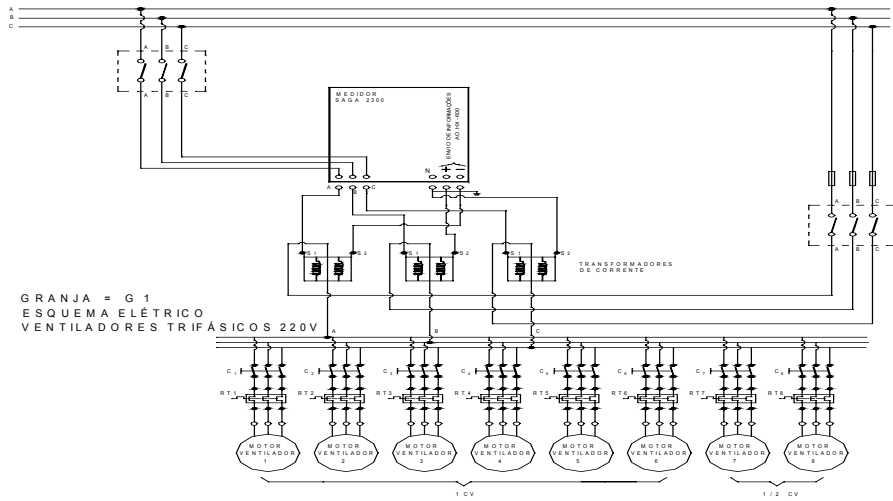 A
B
C
A B C
A B C
MEDIDOR
SAGA 2300
ENVIO DE INFORMAÇÕES
AO HX-600
N
+ −
A B C
A B C
A B C
S1 S2 S1 S2 S1 S2
TRANSFORMADORES
DE CORRENTE
GRANJA = G1
ESQUEMA ELÉTRICO
VENTILADORES TRIFÁSICOS 220V
A B C
C1 C2 C3 C4 C5 C6 C7 C8
RT1 RT2 RT3 RT4 RT5 RT6 RT7 RT8
MOTOR VENTILADOR 1
MOTOR VENTILADOR 2
MOTOR VENTILADOR 3
MOTOR VENTILADOR 4
MOTOR VENTILADOR 5
MOTOR VENTILADOR 6
MOTOR VENTILADOR 7
MOTOR VENTILADOR 8
1 CV
1/2 CV